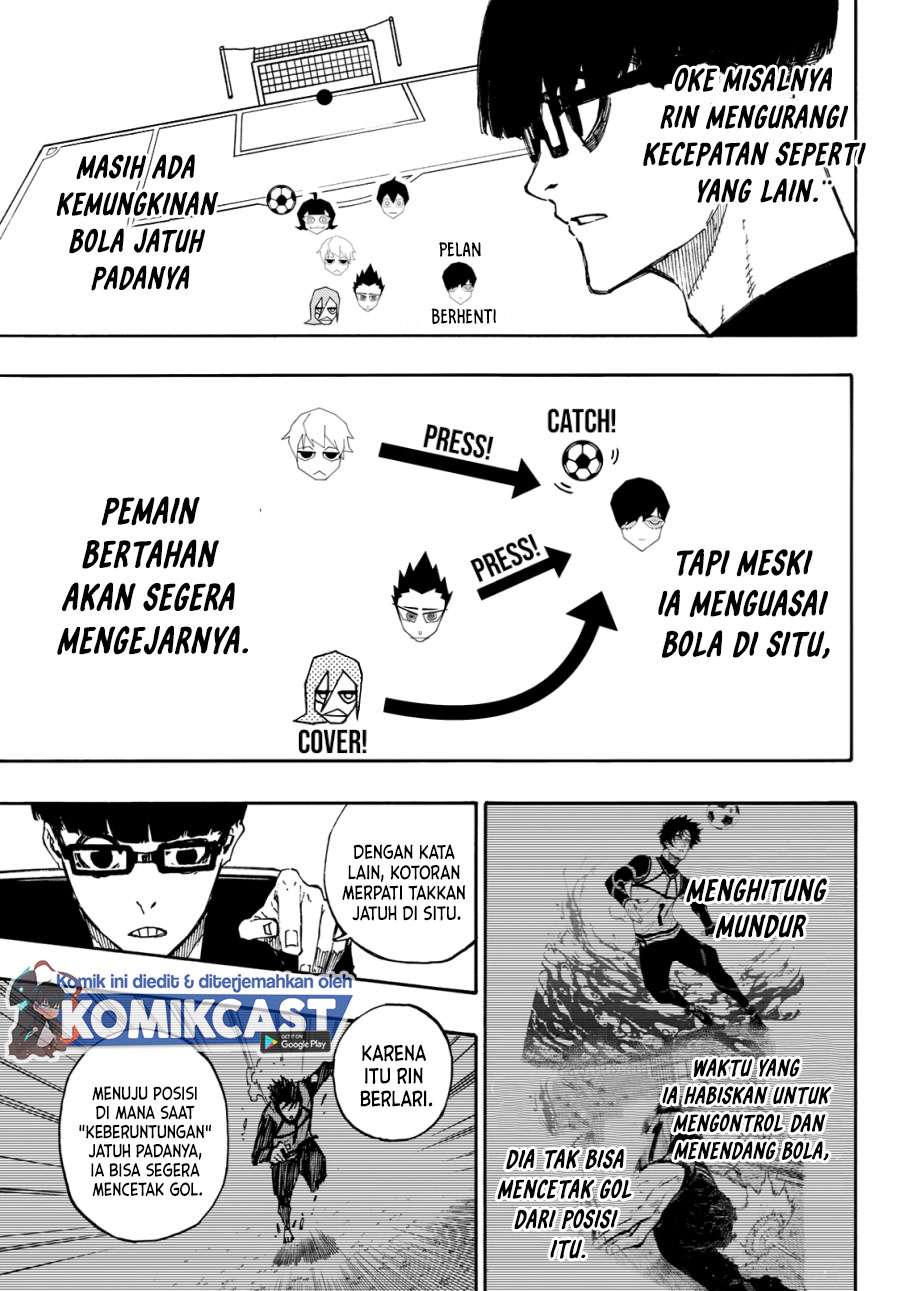 OKE MISALNYA
RIN MENGURANGI
KECEPATAN SEPERTI
YANG LAIN.
MASIH ADA
KEMUNGKINAN
BOLA JATUH
PADANYA
PELAN
BERHENTI
CATCH!
PRESS!
PRESS!
TAPI MESKI
IA MENGUASAI
BOLA DI SITU,
PEMAIN
BERTAHAN
AKAN SEGERA
MENGEJARNYA.
COVER!
MENGHITUNG
MUNDUR
WAKTU YANG
IA HABISKAN UNTUK
MENGONTROL DAN
MENENDANG BOLA,
DIA TAK BISA
MENCETAK GOL
DARI POSISI
ITU.
DENGAN KATA
LAIN, KOTORAN
MERPATI TAKKAN
JATUH DI SITU.
Komik ini diedit & diterjemahkan oleh
KOMIKCAST
GET IT ON
Google Play
KARENA
ITU RIN
BERLARI.
MENUJU POSISI
DI MANA SAAT
"KEBERUNTUNGAN"
JATUH PADANYA,
IA BISA SEGERA
MENCETAK GOL.